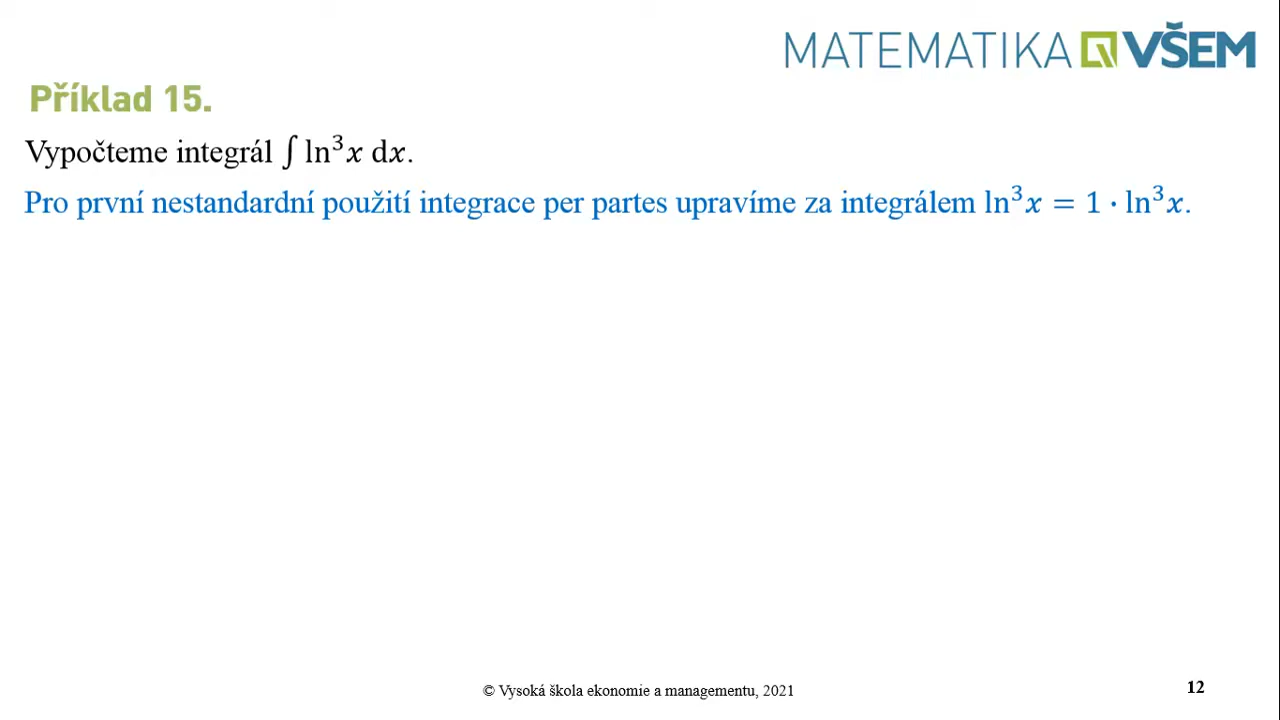 MATEMATIKA VŠEM
Příklad 15.
Vypočteme integrál ∫ ln³x dx.
Pro první nestandardní použití integrace per partes upravíme za integrálem ln³x = 1 · ln³x.
© Vysoká škola ekonomie a managementu, 2021
12